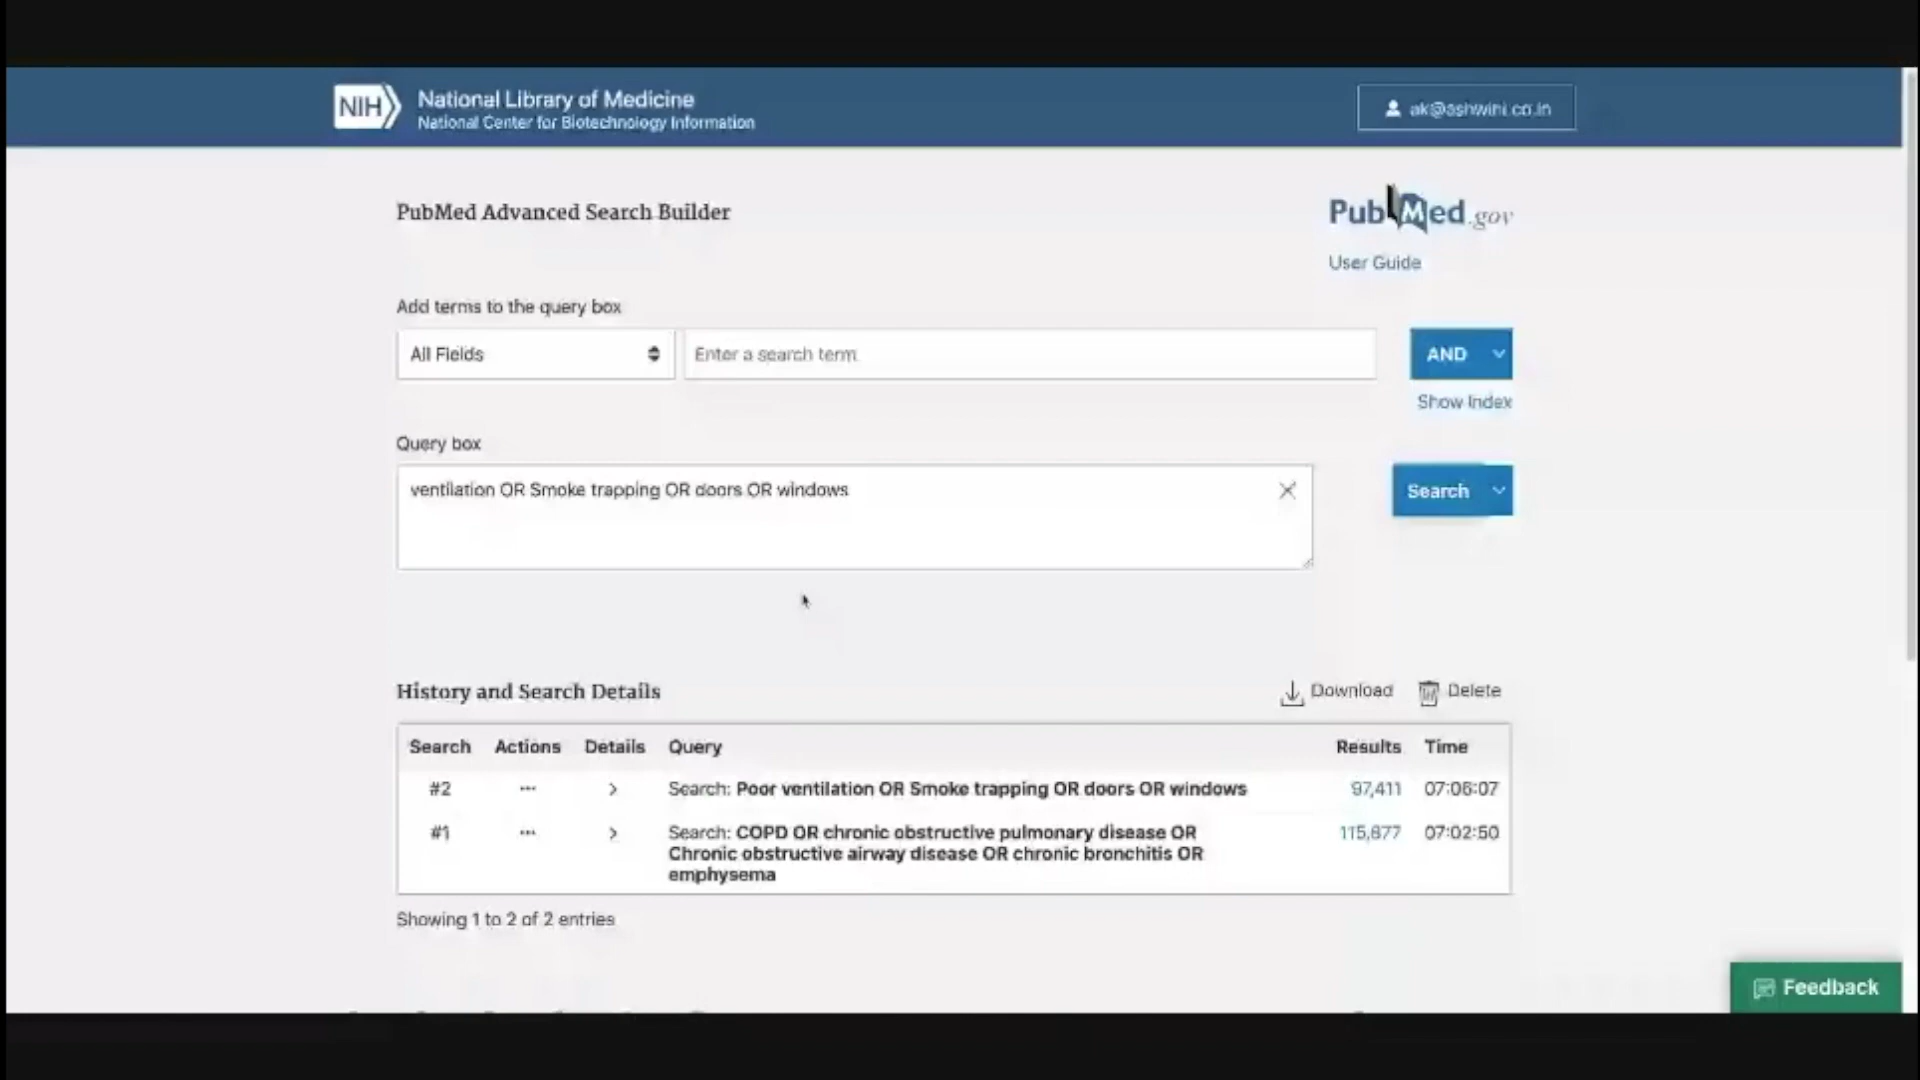 NIH
National Library of Medicine
National Center for Biotechnology Information
ak@ashwini.co.in
PubMed Advanced Search Builder
PubMed.gov
User Guide
Add terms to the query box
All Fields
Enter a search term
AND
Show Index
Query box
ventilation OR Smoke trapping OR doors OR windows
Search
History and Search Details
Download
Delete
Search Actions Details Query Results Time
#2 ... Search: Poor ventilation OR Smoke trapping OR doors OR windows 97,411 07:06:07
#1 ... Search: COPD OR chronic obstructive pulmonary disease OR 115,877 07:02:50
Chronic obstructive airway disease OR chronic bronchitis OR
emphysema
Showing 1 to 2 of 2 entries
Feedback